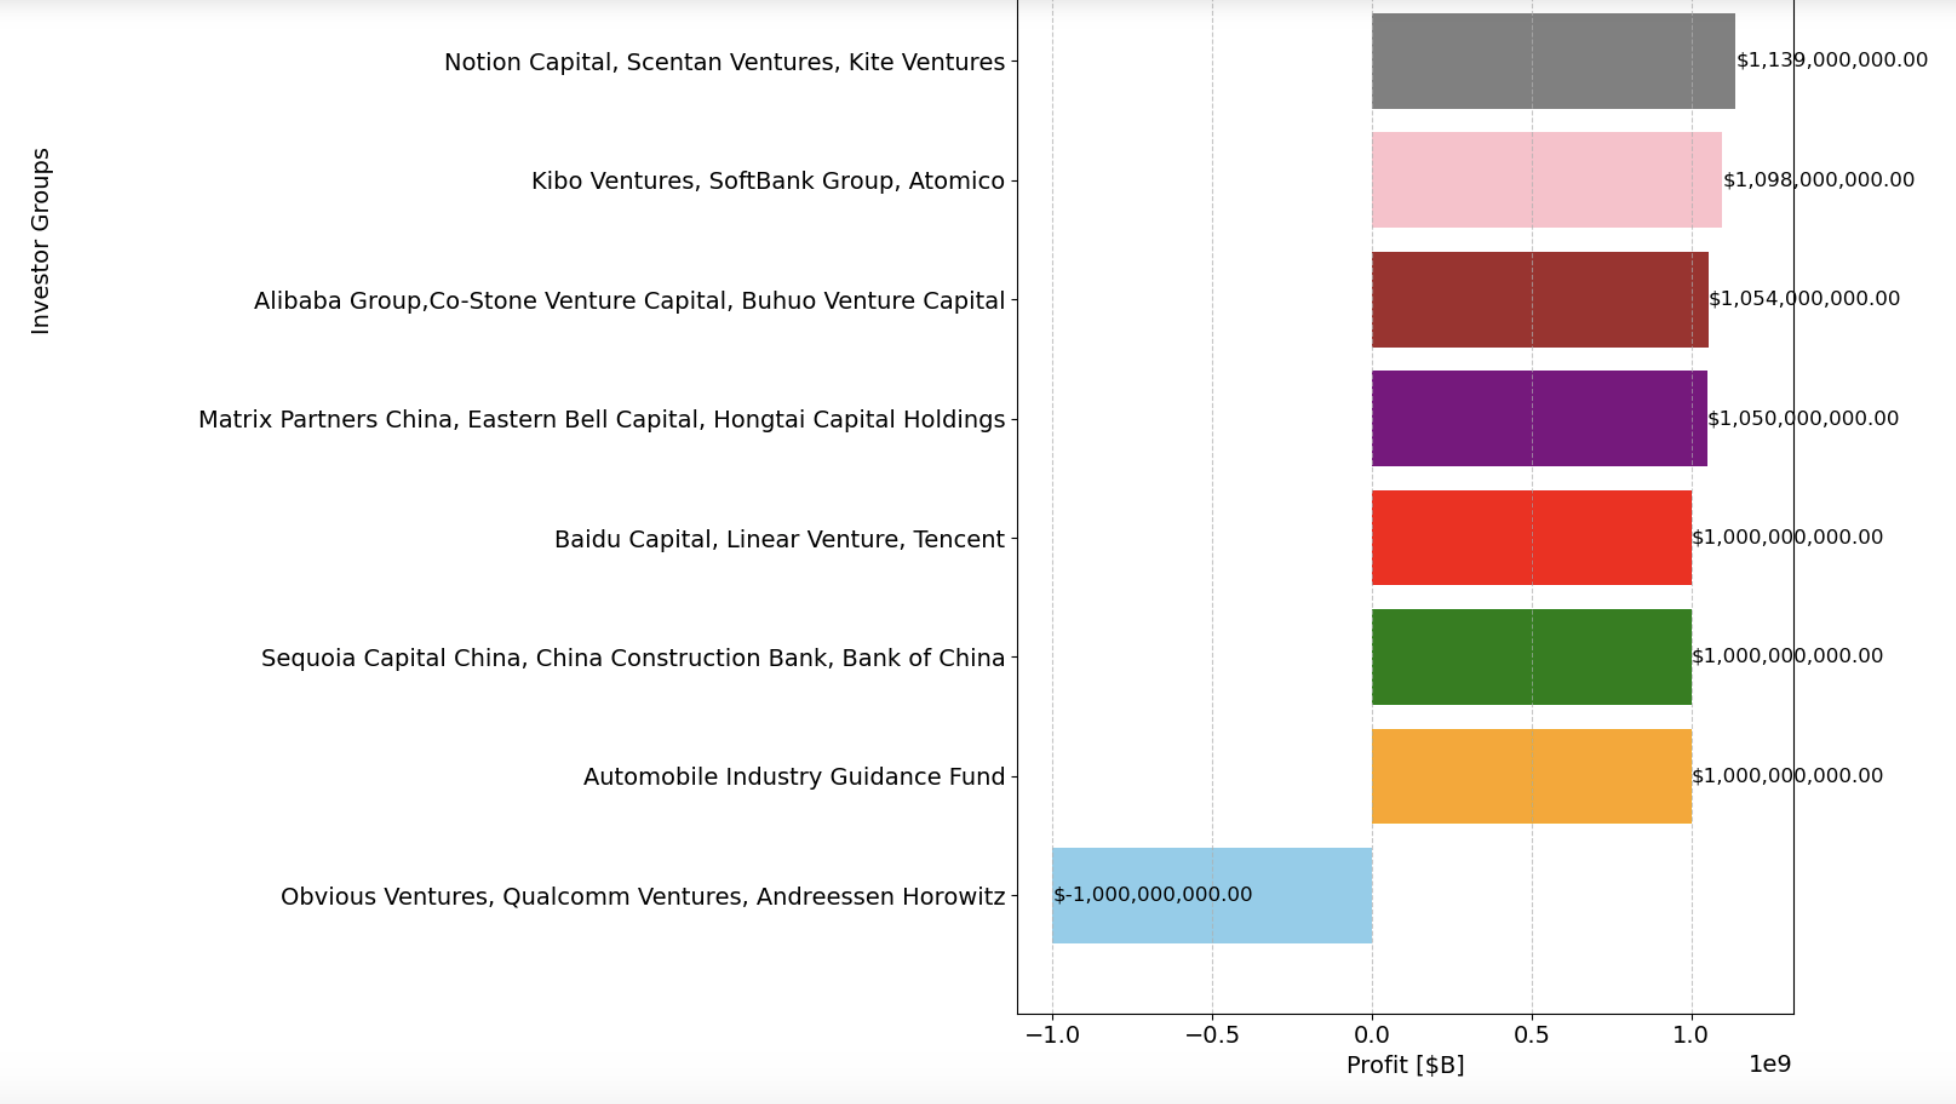 Investor Groups
Notion Capital, Scentan Ventures, Kite Ventures
$1,139,000,000.00
Kibo Ventures, SoftBank Group, Atomico
$1,098,000,000.00
Alibaba Group,Co-Stone Venture Capital, Buhuo Venture Capital
$1,054,000,000.00
Matrix Partners China, Eastern Bell Capital, Hongtai Capital Holdings
$1,050,000,000.00
Baidu Capital, Linear Venture, Tencent
$1,000,000,000.00
Sequoia Capital China, China Construction Bank, Bank of China
$1,000,000,000.00
Automobile Industry Guidance Fund
$1,000,000,000.00
Obvious Ventures, Qualcomm Ventures, Andreessen Horowitz
$-1,000,000,000.00
−1.0 −0.5 0.0 0.5 1.0
Profit [$B]
1e9